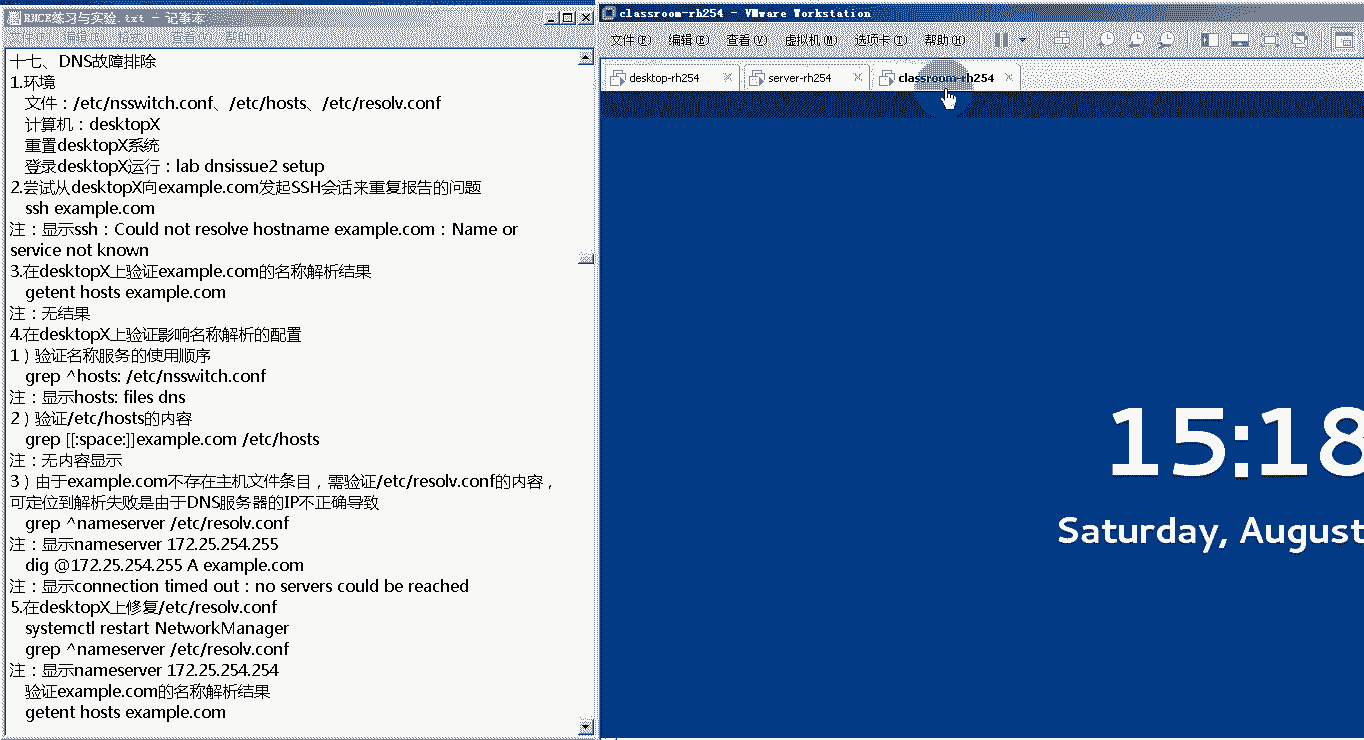 RHCE练习与实验.txt - 记事本
十七、DNS故障排除
1.环境
文件：/etc/nsswitch.conf、/etc/hosts、/etc/resolv.conf
计算机：desktopX
重置desktopX系统
登录desktopX运行：lab dnsissue2 setup
2.尝试从desktopX向example.com发起SSH会话来重复报告的问题
ssh example.com
注：显示ssh：Could not resolve hostname example.com：Name or
service not known
3.在desktopX上验证example.com的名称解析结果
getent hosts example.com
注：无结果
4.在desktopX上验证影响名称解析的配置
1）验证名称服务的使用顺序
grep ^hosts: /etc/nsswitch.conf
注：显示hosts: files dns
2）验证/etc/hosts的内容
grep [[:space:]]example.com /etc/hosts
注：无内容显示
3）由于example.com不存在主机文件条目，需验证/etc/resolv.conf的内容，
可定位到解析失败是由于DNS服务器的IP不正确导致
grep ^nameserver /etc/resolv.conf
注：显示nameserver 172.25.254.255
dig @172.25.254.255 A example.com
注：显示connection timed out：no servers could be reached
5.在desktopX上修复/etc/resolv.conf
systemctl restart NetworkManager
grep ^nameserver /etc/resolv.conf
注：显示nameserver 172.25.254.254
验证example.com的名称解析结果
getent hosts example.com
classroom-rh254 - VMware Workstation
文件(F) 编辑(E) 查看(V) 虚拟机(M) 选项卡(T) 帮助(H)
desktop-rh254 server-rh254 classroom-rh254
15:18
Saturday, August